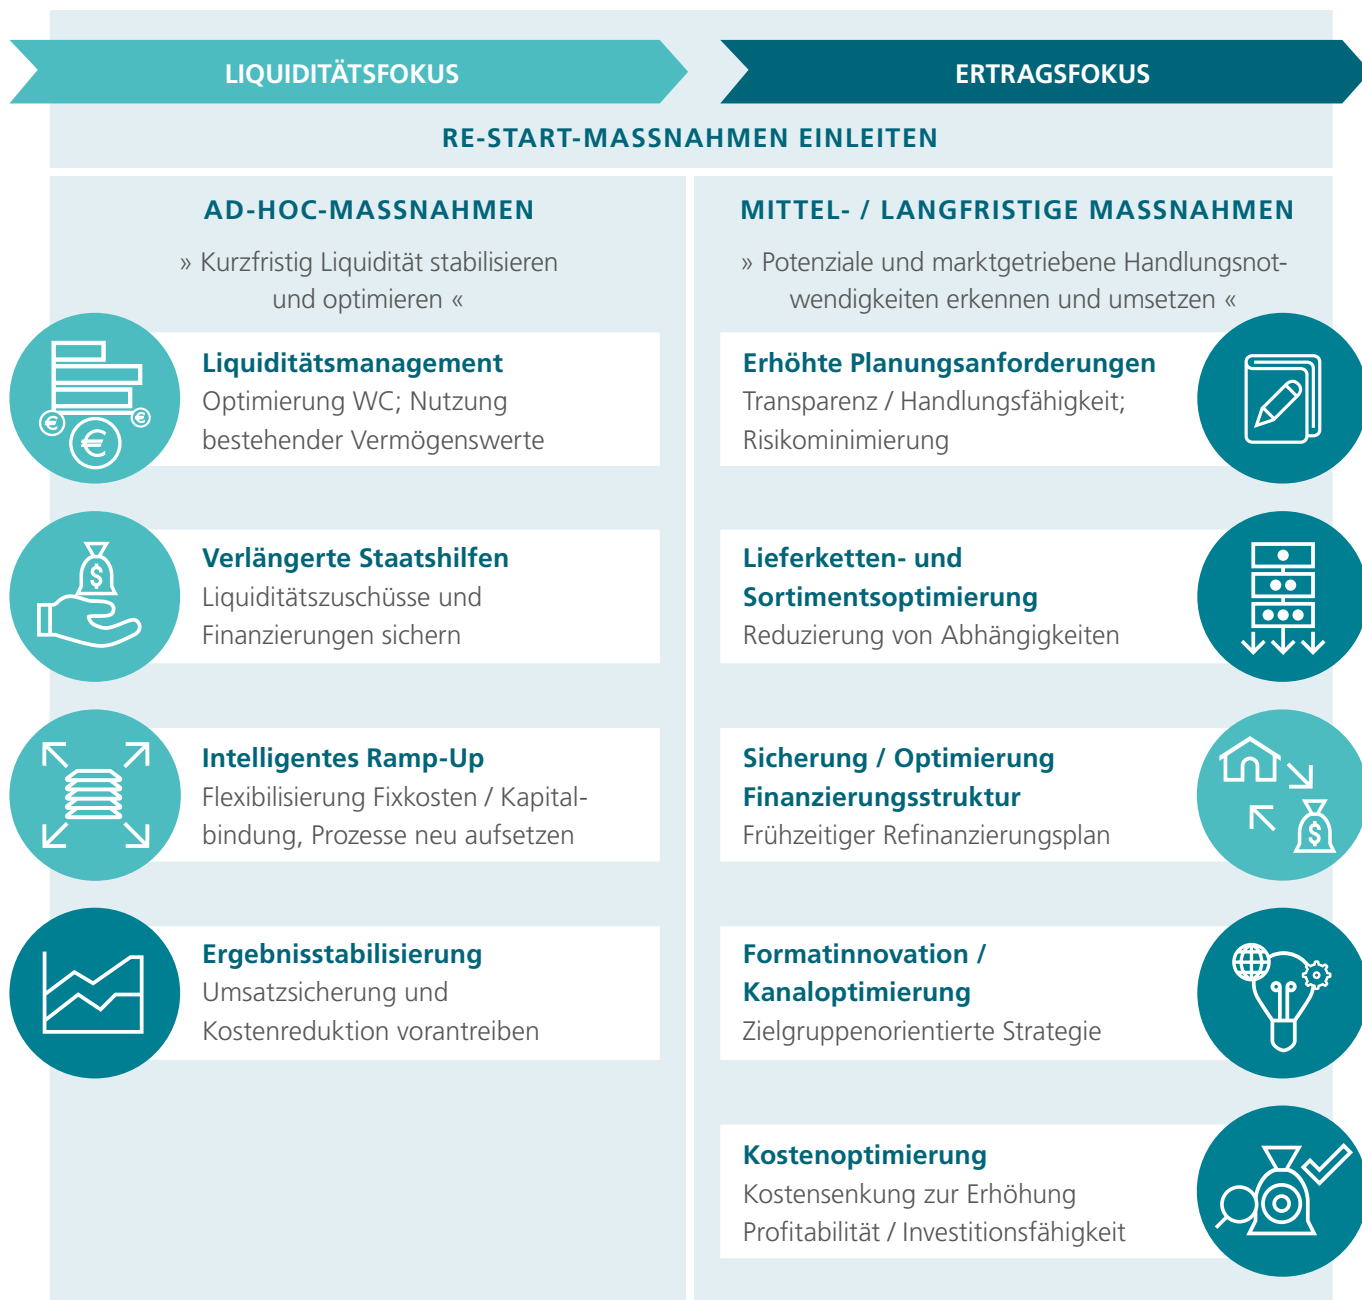 LIQUIDITÄTSFOKUS
ERTRAGSFOKUS
RE-START-MASSNAHMEN EINLEITEN
AD-HOC-MASSNAHMEN
» Kurzfristig Liquidität stabilisieren
und optimieren «
Liquiditätsmanagement
Optimierung WC; Nutzung
bestehender Vermögenswerte
€
€
€
Verlängerte Staatshilfen
Liquiditätszuschüsse und
Finanzierungen sichern
$
Intelligentes Ramp-Up
Flexibilisierung Fixkosten / Kapital-
bindung, Prozesse neu aufsetzen
Ergebnisstabilisierung
Umsatzsicherung und
Kostenreduktion vorantreiben
MITTEL- / LANGFRISTIGE MASSNAHMEN
» Potenziale und marktgetriebene Handlungsnot-
wendigkeiten erkennen und umsetzen «
Erhöhte Planungsanforderungen
Transparenz / Handlungsfähigkeit;
Risikominimierung
Lieferketten- und
Sortimentsoptimierung
Reduzierung von Abhängigkeiten
Sicherung / Optimierung
Finanzierungsstruktur
Frühzeitiger Refinanzierungsplan
$
Formatinnovation /
Kanaloptimierung
Zielgruppenorientierte Strategie
Kostenoptimierung
Kostensenkung zur Erhöhung
Profitabilität / Investitionsfähigkeit